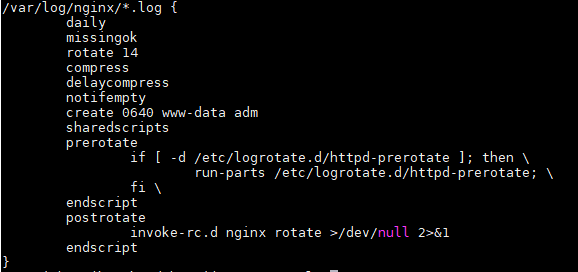 /var/log/nginx/*.log {
        daily
        missingok
        rotate 14
        compress
        delaycompress
        notifempty
        create 0640 www-data adm
        sharedscripts
        prerotate
                if [ -d /etc/logrotate.d/httpd-prerotate ]; then \
                        run-parts /etc/logrotate.d/httpd-prerotate; \
                fi \
        endscript
        postrotate
                invoke-rc.d nginx rotate >/dev/null 2>&1
        endscript
}